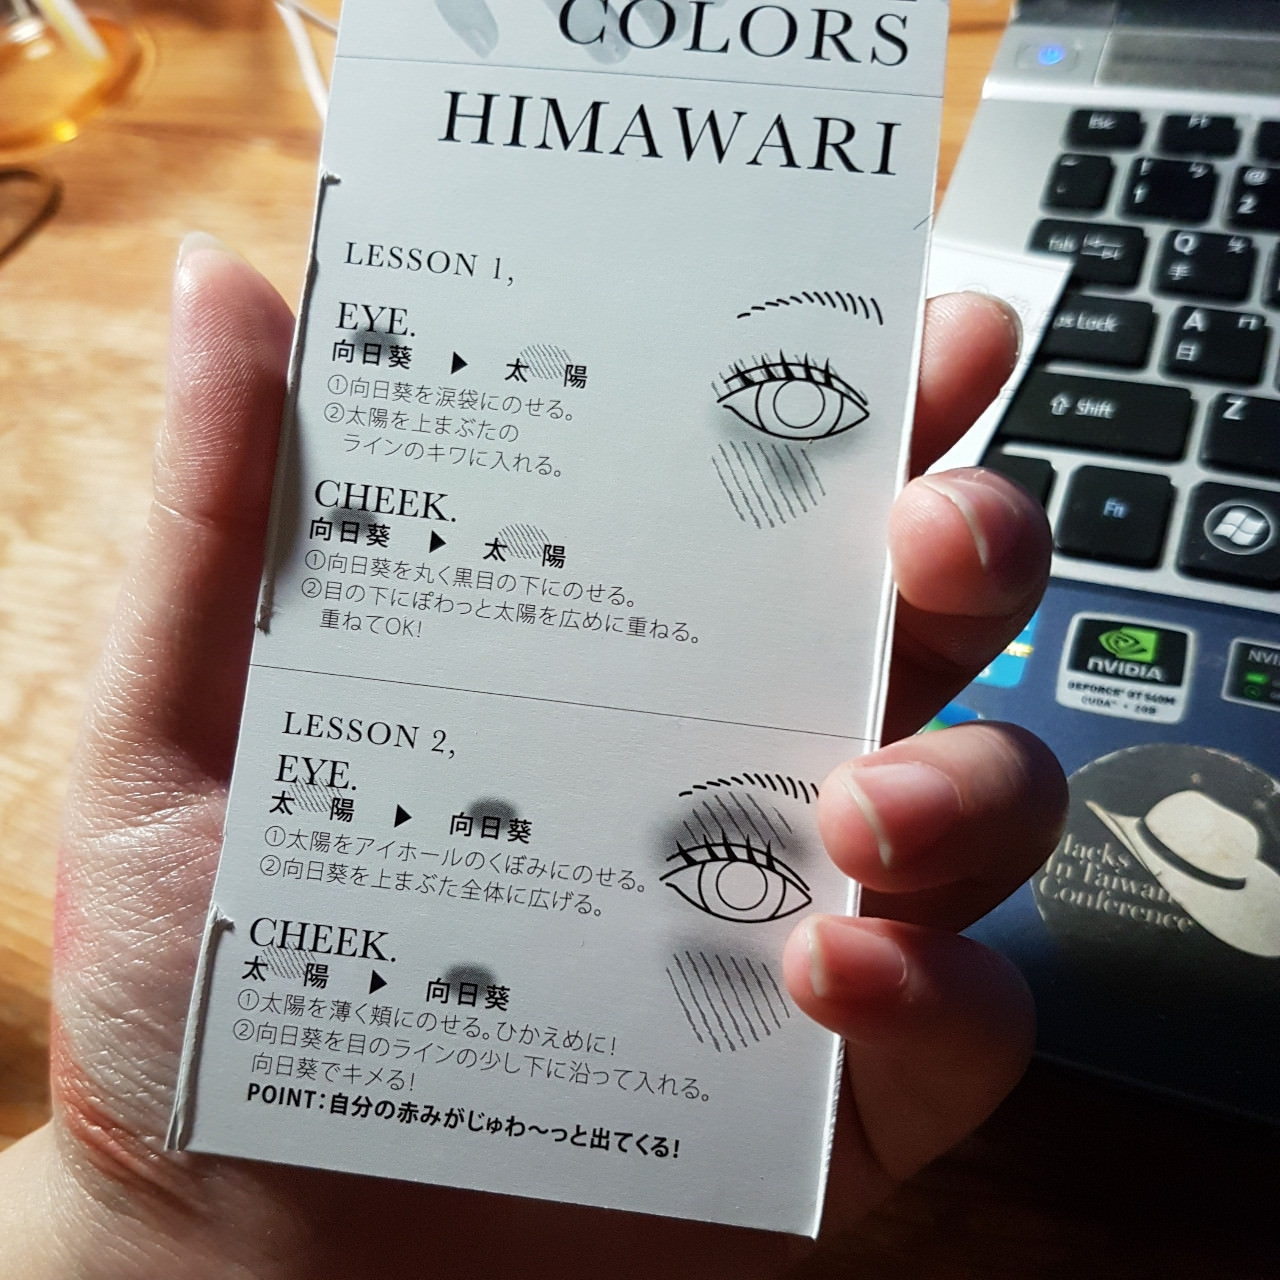 COLORS
HIMAWARI
LESSON 1,
EYE.
向日葵 ▶ 太 陽
①向日葵を涙袋にのせる。
②太陽を上まぶたの
ラインのキワに入れる。
CHEEK.
向日葵 ▶ 太 陽
①向日葵を丸く黒目の下にのせる。
②目の下にぽわっと太陽を広めに重ねる。
重ねてOK!
LESSON 2,
EYE.
太 陽 ▶ 向日葵
①太陽をアイホールのくぼみにのせる。
②向日葵を上まぶた全体に広げる。
CHEEK.
太 陽 ▶ 向日葵
①太陽を薄く頬にのせる。ひかえめに!
②向日葵を目のラインの少し下に沿って入れる。
向日葵でキメる!
POINT:自分の赤みがじゅわ〜っと出てくる!
Esc
F1
1
@
2
Q
手
A
日
Shift
Z
Fn
NVIDIA
GEFORCE GT 540M
CUDA 2GB
Hacks
In Taiwan
Conference